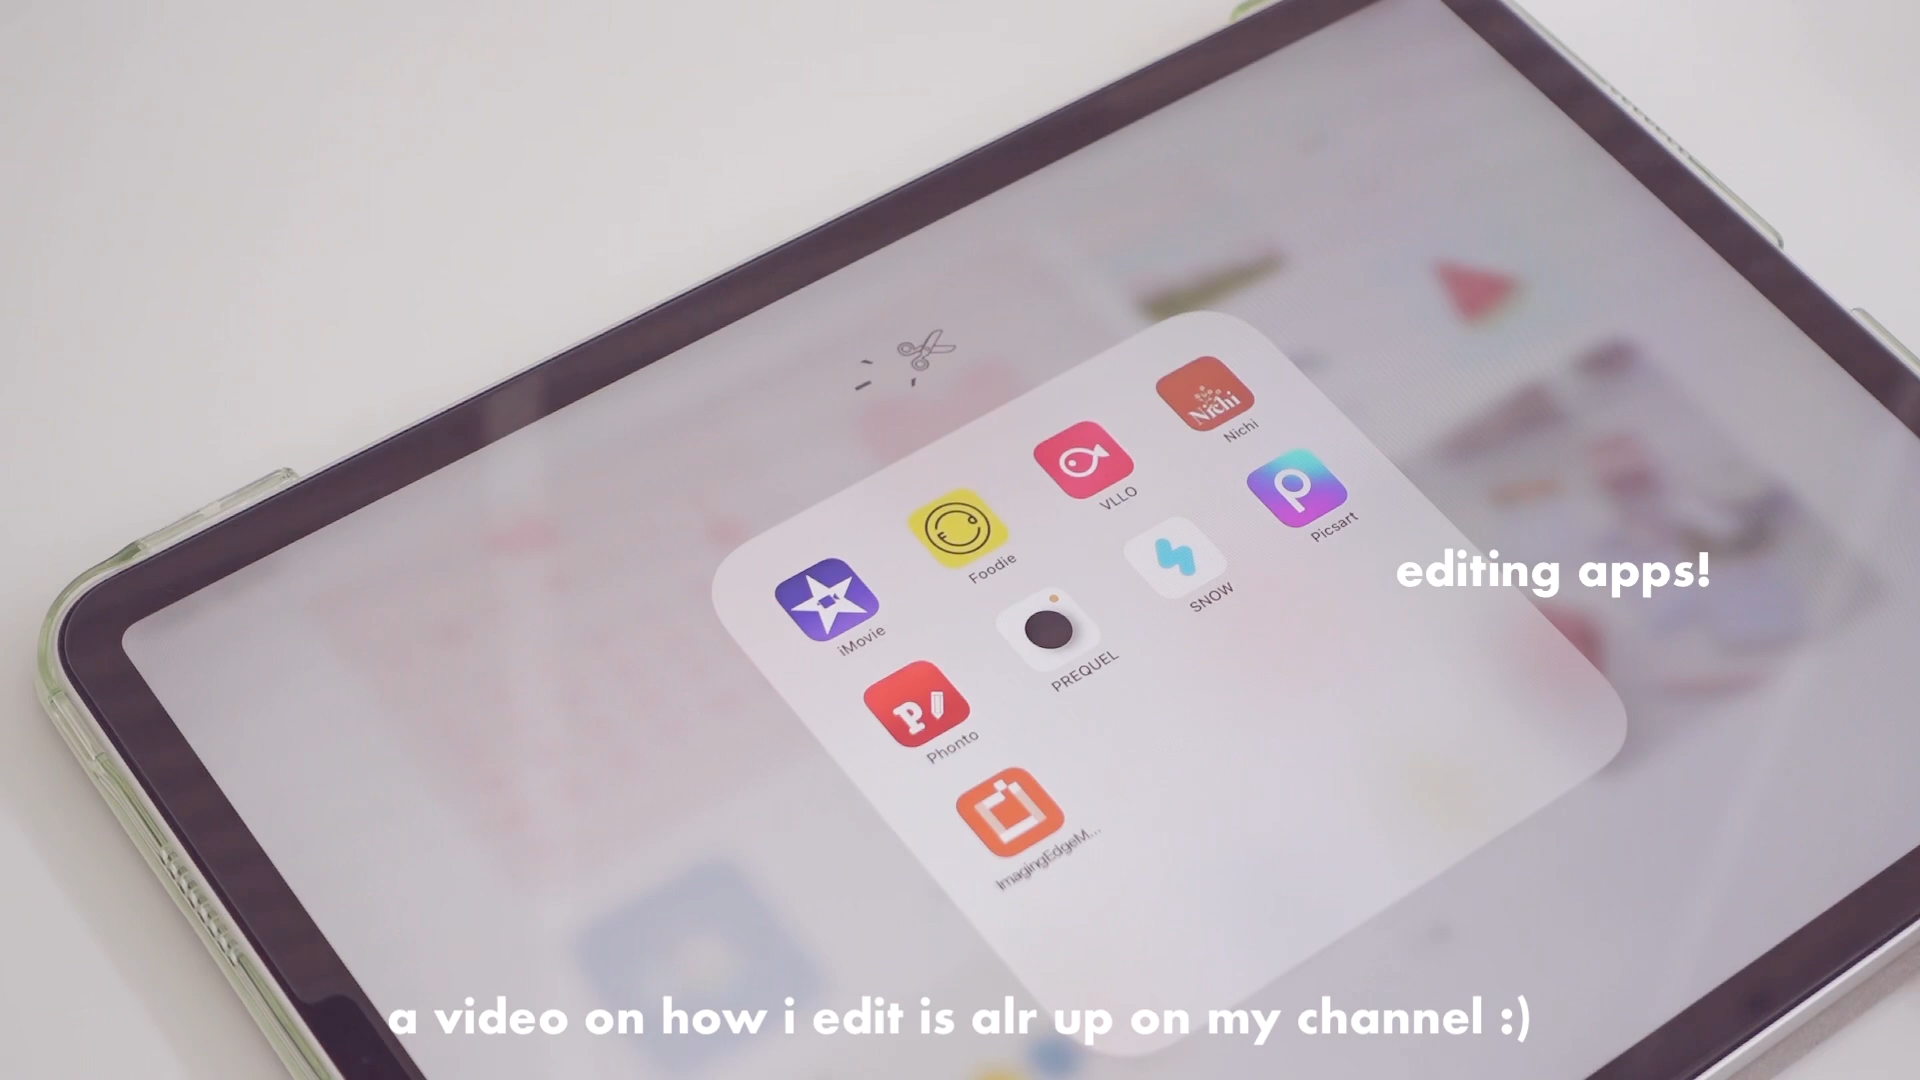 Nichi
Nichi
VLLO
F
Foodie
iMovie
P
Picsart
SNOW
PREQUEL
P
Phonto
ImagingEdgeM...
editing apps!
a video on how i edit is alr up on my channel :)